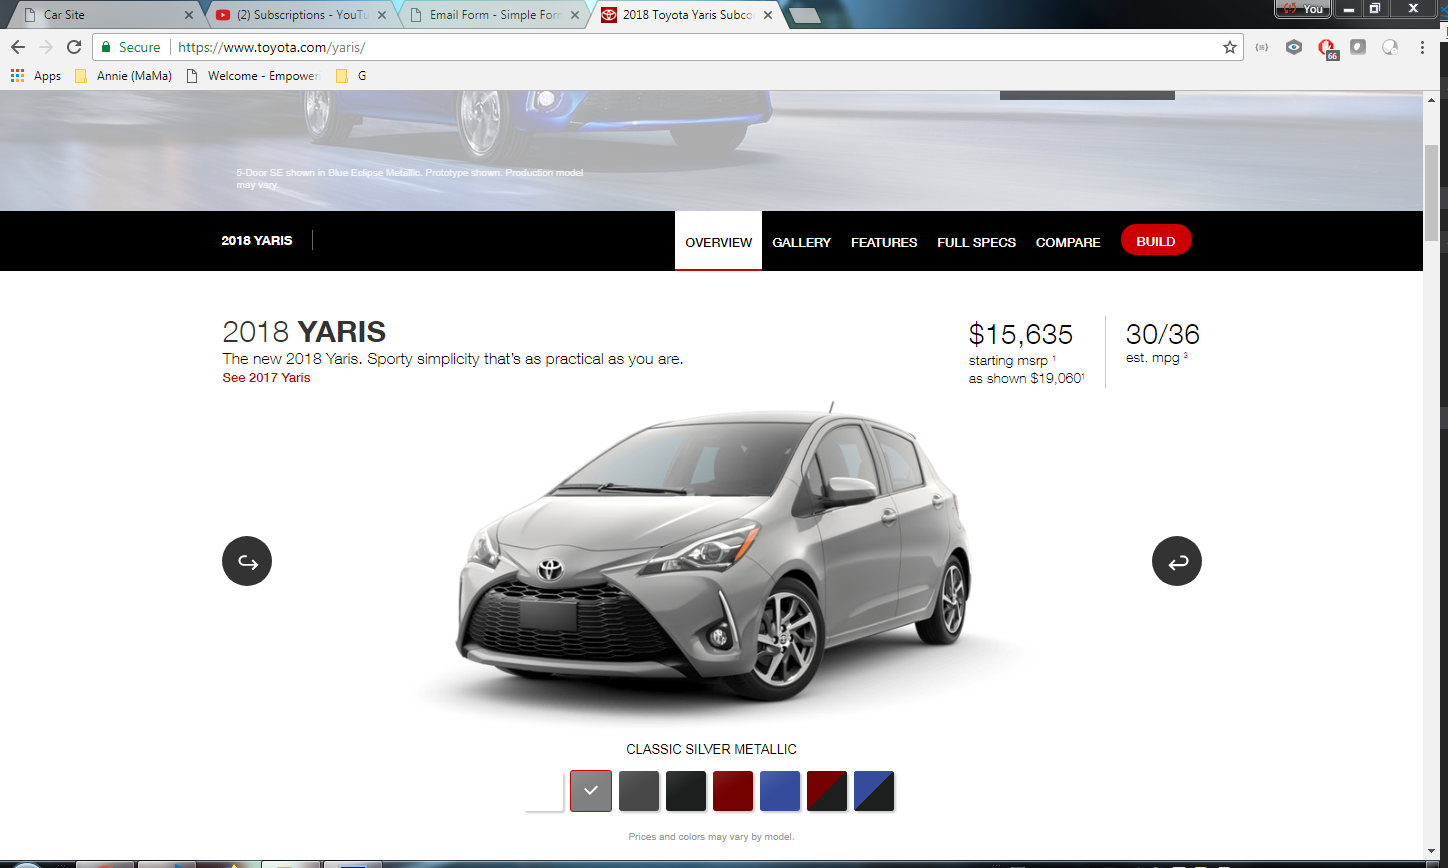 Car Site
(2) Subscriptions - YouTu
Email Form - Simple Form
2018 Toyota Yaris Subco
You
Secure
https://www.toyota.com/yaris/
66
Apps
Annie (MaMa)
Welcome - Empower
G
5-Door SE shown in Blue Eclipse Metallic. Prototype shown. Production model
may vary.
2018 YARIS
OVERVIEW
GALLERY
FEATURES
FULL SPECS
COMPARE
BUILD
2018 YARIS
The new 2018 Yaris. Sporty simplicity that's as practical as you are.
See 2017 Yaris
$15,635
starting msrp 1
as shown $19,0601
30/36
est. mpg 3
CLASSIC SILVER METALLIC
Prices and colors may vary by model.